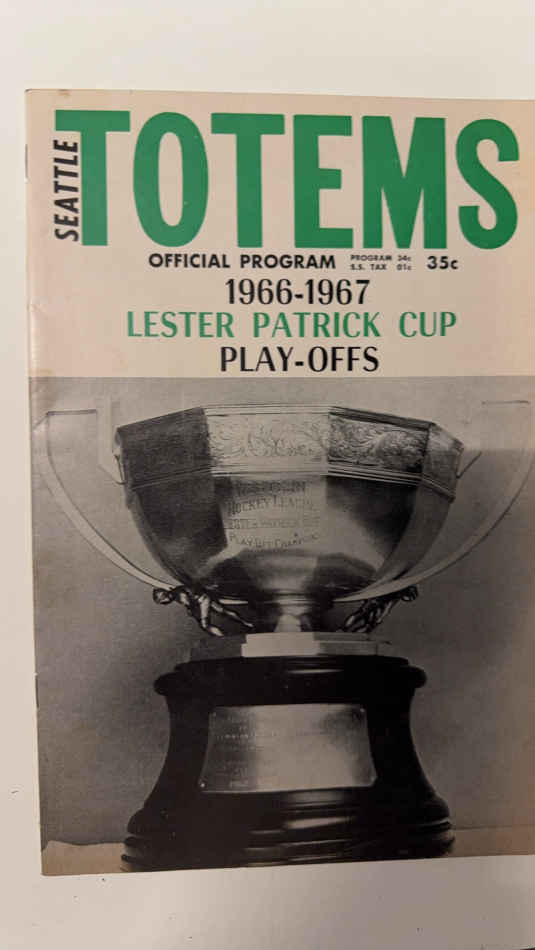 SEATTLE
TOTEMS
OFFICIAL PROGRAM PROGRAM 34c S.S. TAX 01c 35c
1966-1967
LESTER PATRICK CUP
PLAY-OFFS
WESTERN
HOCKEY LEAGUE
LESTER PATRICK CUP
PLAY-OFF CHAMPIONS